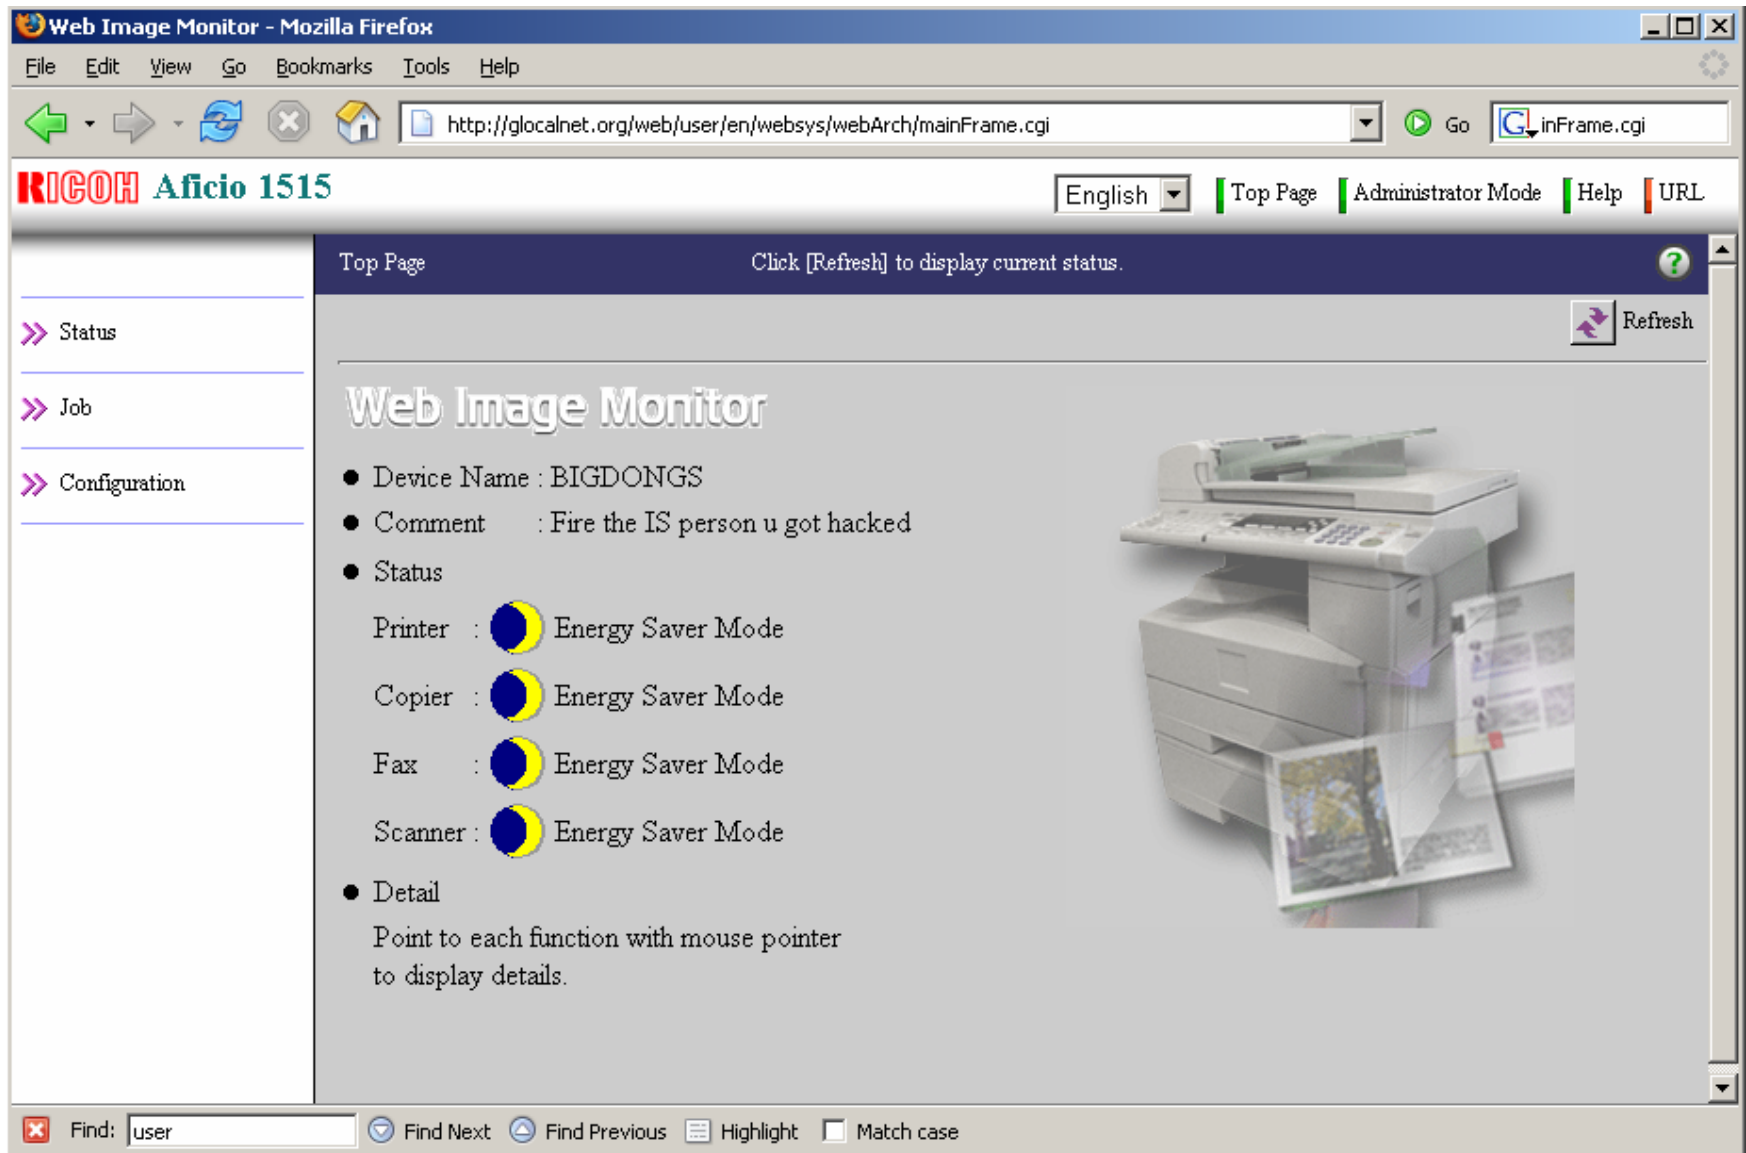 Web Image Monitor - Mozilla Firefox
File Edit View Go Bookmarks Tools Help
http://glocalnet.org/web/user/en/websys/webArch/mainFrame.cgi Go inFrame.cgi
RICOH Aficio 1515 English Top Page Administrator Mode Help URL
Top Page Click [Refresh] to display current status. ?
Refresh
Status
Job
Configuration
Web Image Monitor
● Device Name : BIGDONGS
● Comment : Fire the IS person u got hacked
● Status
Printer : Energy Saver Mode
Copier : Energy Saver Mode
Fax : Energy Saver Mode
Scanner : Energy Saver Mode
● Detail
Point to each function with mouse pointer
to display details.
Find: user Find Next Find Previous Highlight Match case